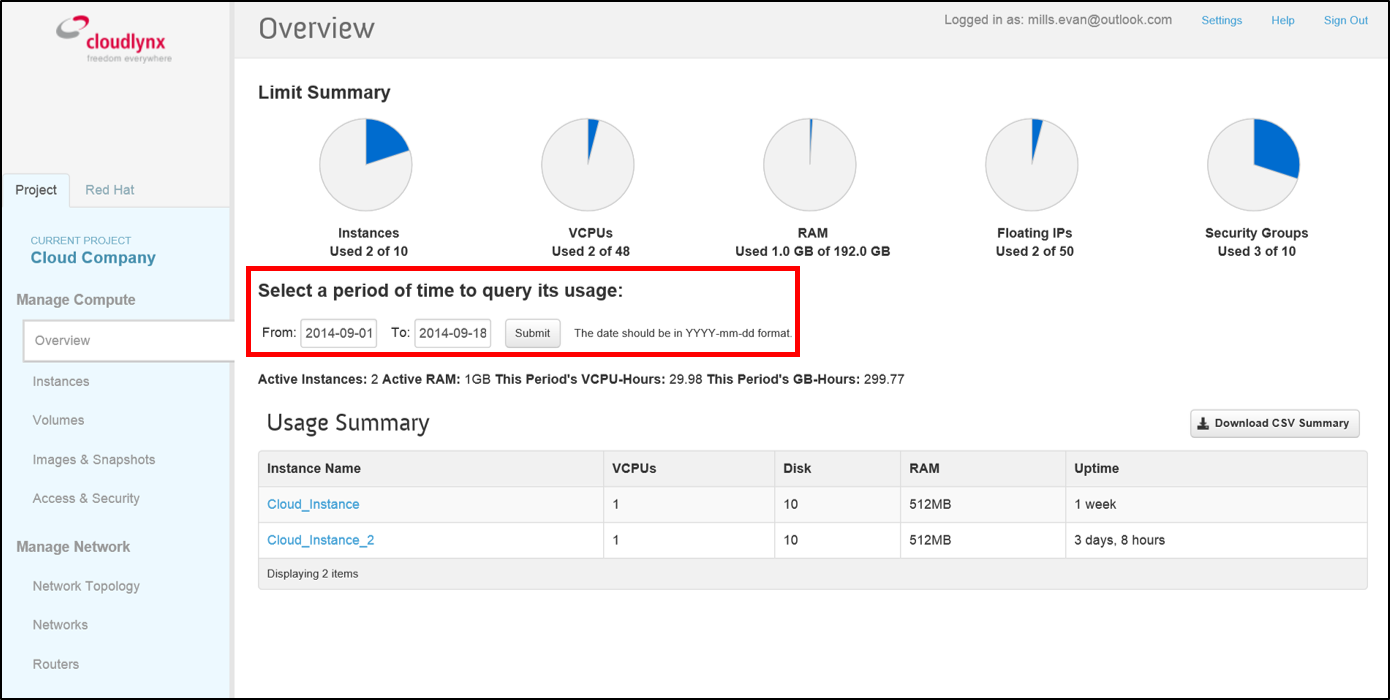 cloudlynx
freedom everywhere
Project
Red Hat
CURRENT PROJECT
Cloud Company
Manage Compute
Overview
Instances
Volumes
Images & Snapshots
Access & Security
Manage Network
Network Topology
Networks
Routers
Overview
Logged in as: mills.evan@outlook.com Settings Help Sign Out
Limit Summary
Instances
Used 2 of 10
VCPUs
Used 2 of 48
RAM
Used 1.0 GB of 192.0 GB
Floating IPs
Used 2 of 50
Security Groups
Used 3 of 10
Select a period of time to query its usage:
From: 2014-09-01 To: 2014-09-18 Submit The date should be in YYYY-mm-dd format.
Active Instances: 2 Active RAM: 1GB This Period's VCPU-Hours: 29.98 This Period's GB-Hours: 299.77
Usage Summary
Download CSV Summary
Instance Name VCPUs Disk RAM Uptime
Cloud_Instance 1 10 512MB 1 week
Cloud_Instance_2 1 10 512MB 3 days, 8 hours
Displaying 2 items